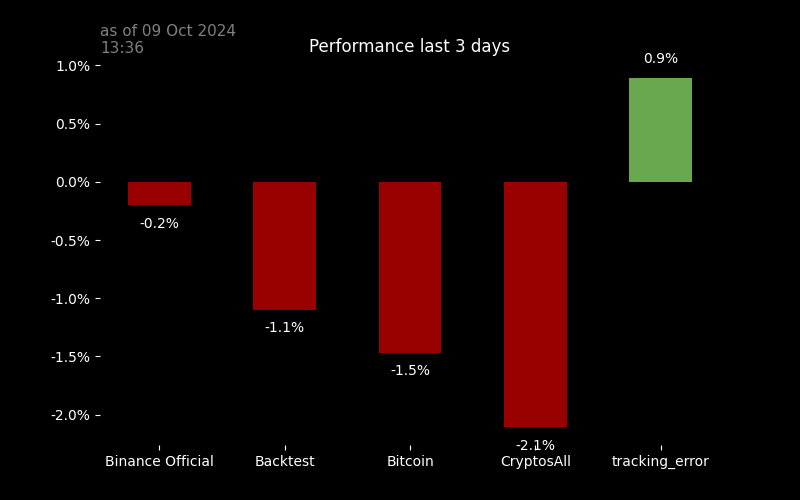 as of 09 Oct 2024
13:36
Performance last 3 days
1.0%
0.5%
0.0%
-0.5%
-1.0%
-1.5%
-2.0%
0.9%
-0.2%
-1.1%
-1.5%
-2.1%
Binance Official
Backtest
Bitcoin
CryptosAll
tracking_error